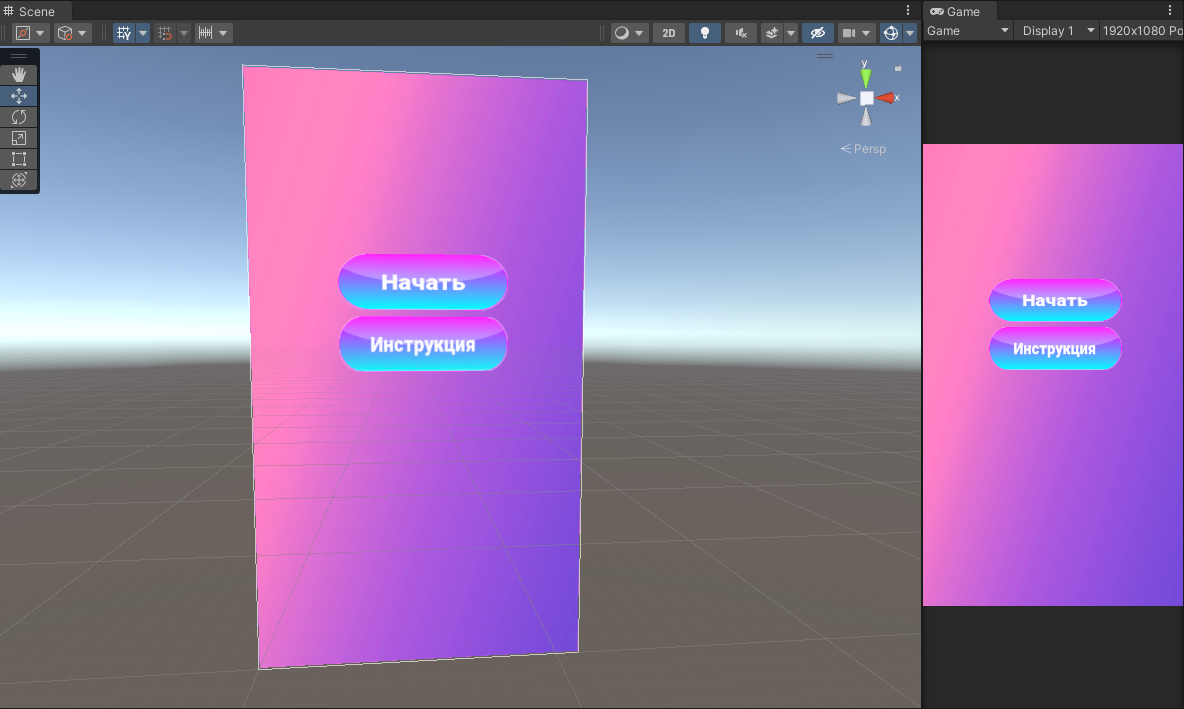 Scene
Game
2D
Game
Display 1
1920x1080 Po
y
x
Persp
Начать
Инструкция
Начать
Инструкция